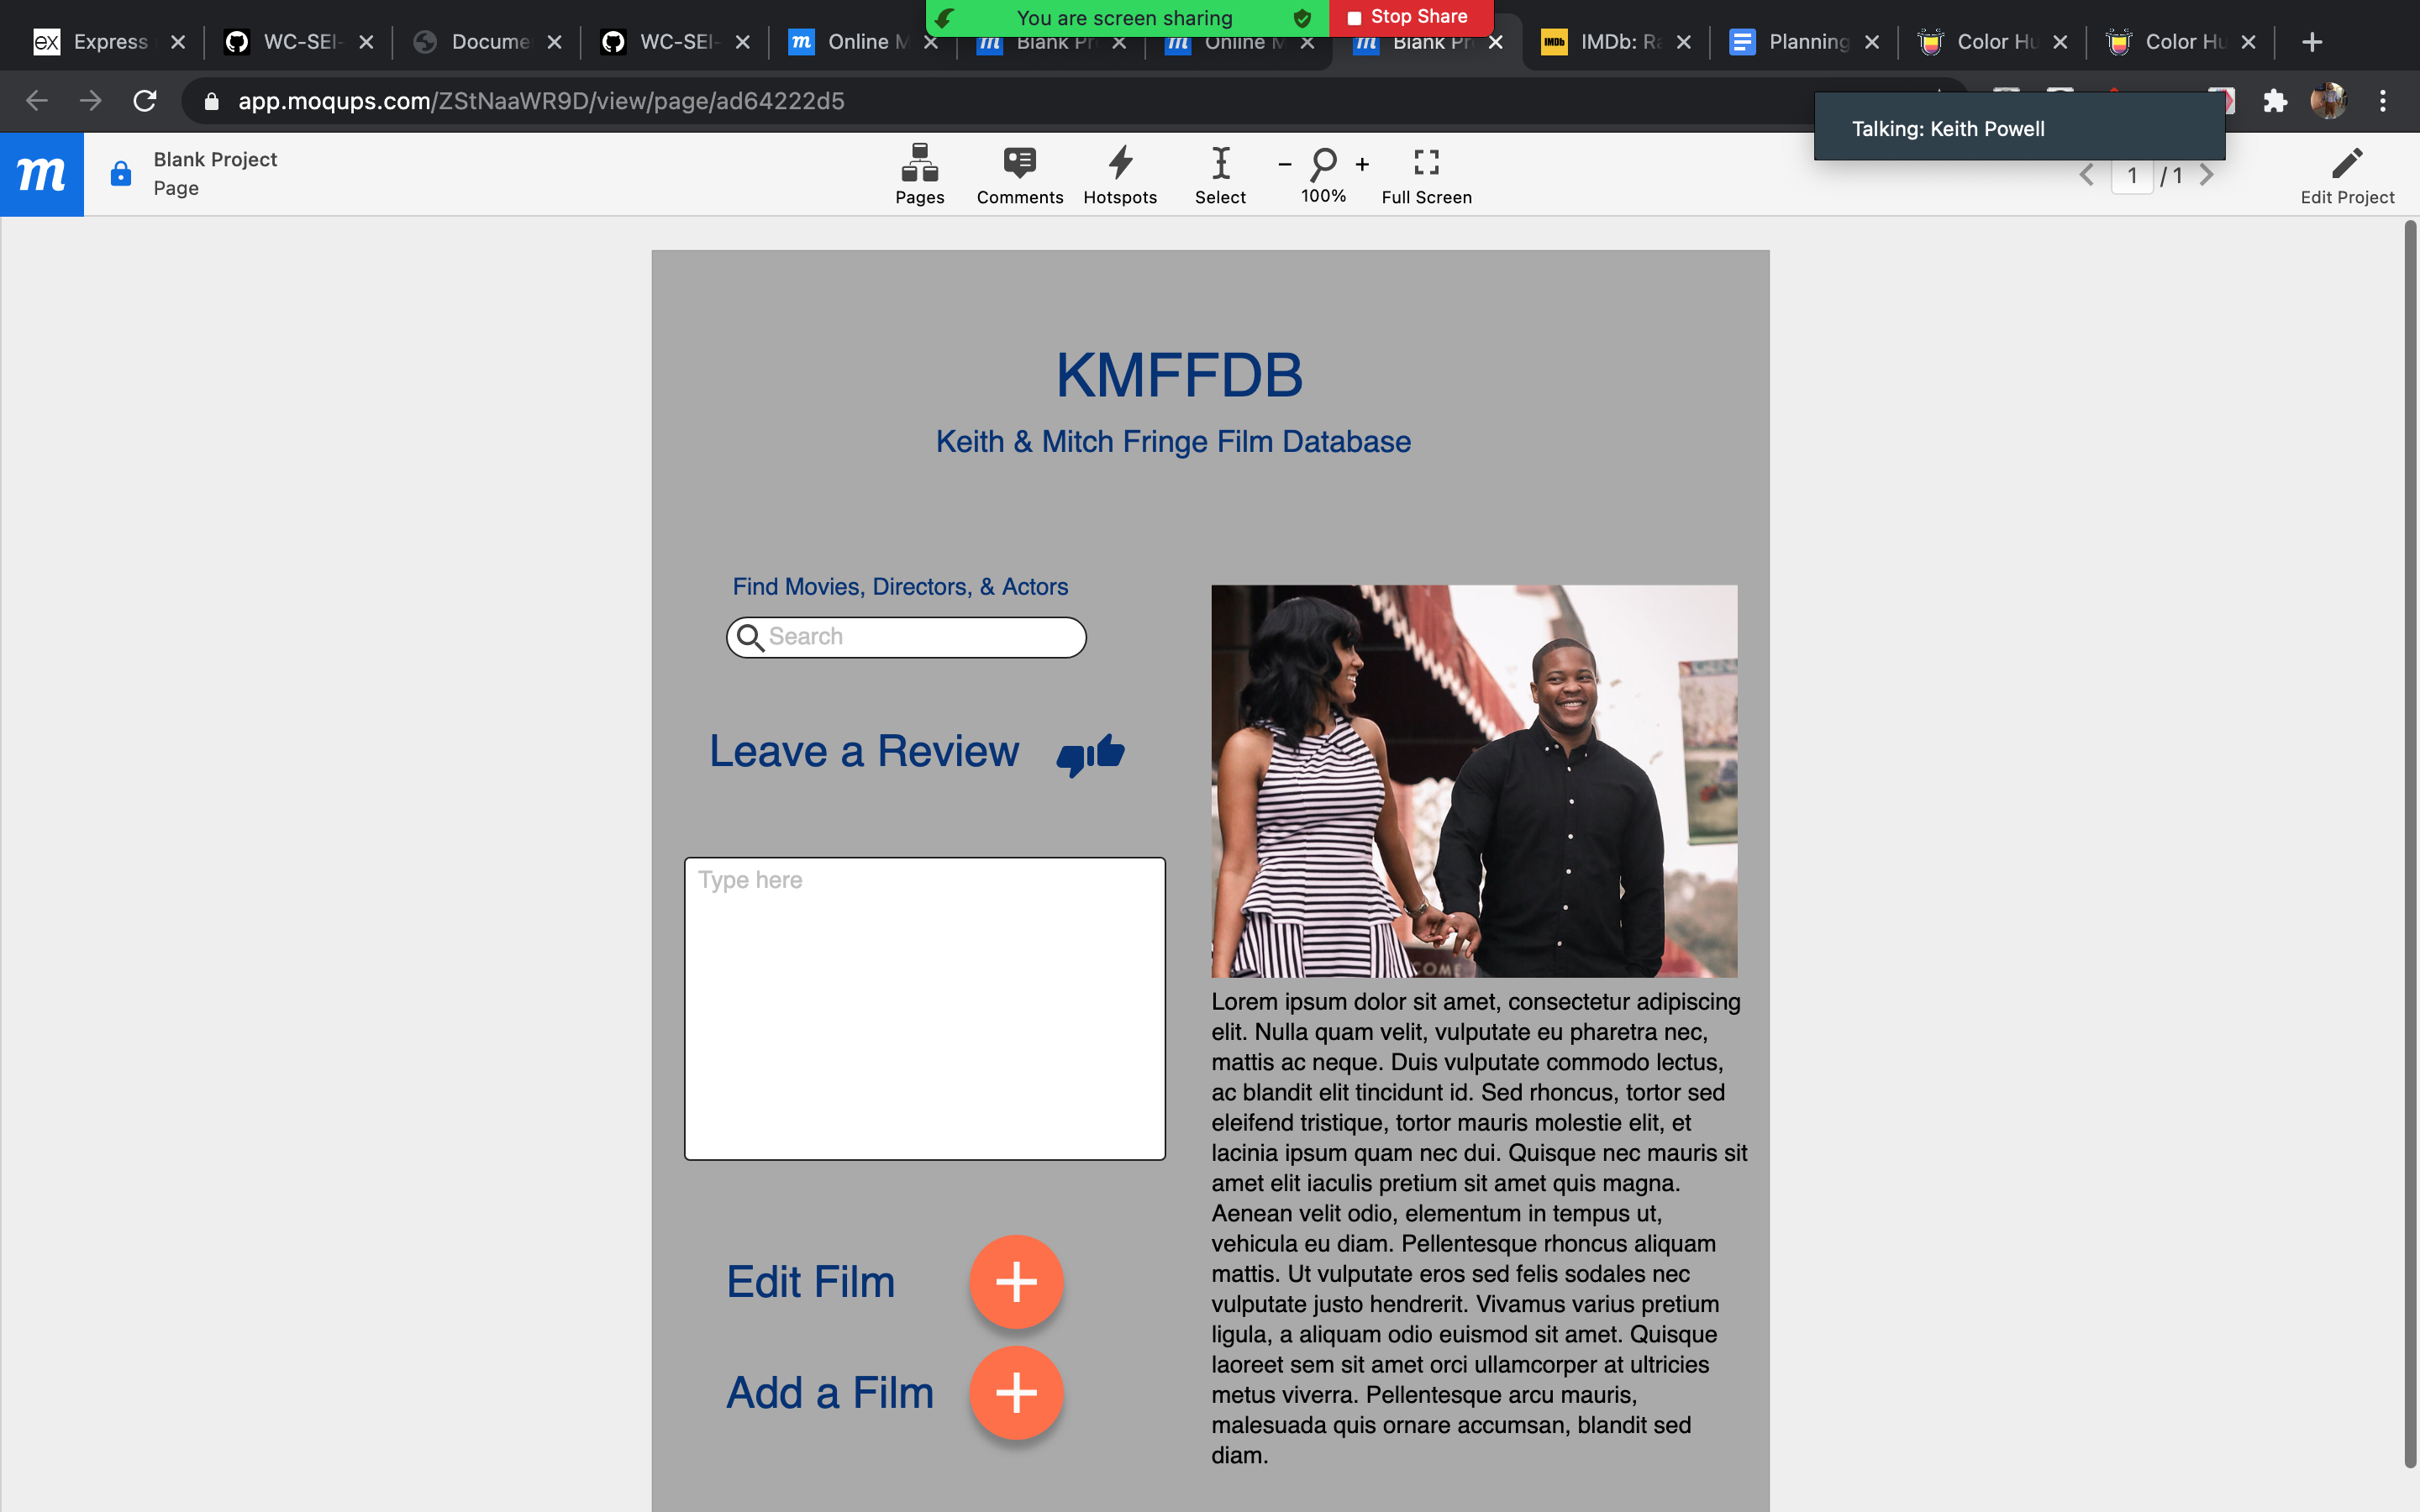 You are screen sharing
Stop Share
ex Express
WC-SEI-
Docume
WC-SEI-
m Online M
m Blank Pr
m Online M
m Blank Pr
IMDb IMDb: Ra
Planning
Color Hu
Color Hu
app.moqups.com/ZStNaaWR9D/view/page/ad64222d5
Talking: Keith Powell
m
Blank Project
Page
Pages
Comments
Hotspots
Select
100%
Full Screen
1 / 1
Edit Project
KMFFDB
Keith & Mitch Fringe Film Database
Find Movies, Directors, & Actors
Search
Leave a Review
Type here
Edit Film
Add a Film
COME
Lorem ipsum dolor sit amet, consectetur adipiscing
elit. Nulla quam velit, vulputate eu pharetra nec,
mattis ac neque. Duis vulputate commodo lectus,
ac blandit elit tincidunt id. Sed rhoncus, tortor sed
eleifend tristique, tortor mauris molestie elit, et
lacinia ipsum quam nec dui. Quisque nec mauris sit
amet elit iaculis pretium sit amet quis magna.
Aenean velit odio, elementum in tempus ut,
vehicula eu diam. Pellentesque rhoncus aliquam
mattis. Ut vulputate eros sed felis sodales nec
vulputate justo hendrerit. Vivamus varius pretium
ligula, a aliquam odio euismod sit amet. Quisque
laoreet sem sit amet orci ullamcorper at ultricies
metus viverra. Pellentesque arcu mauris,
malesuada quis ornare accumsan, blandit sed
diam.